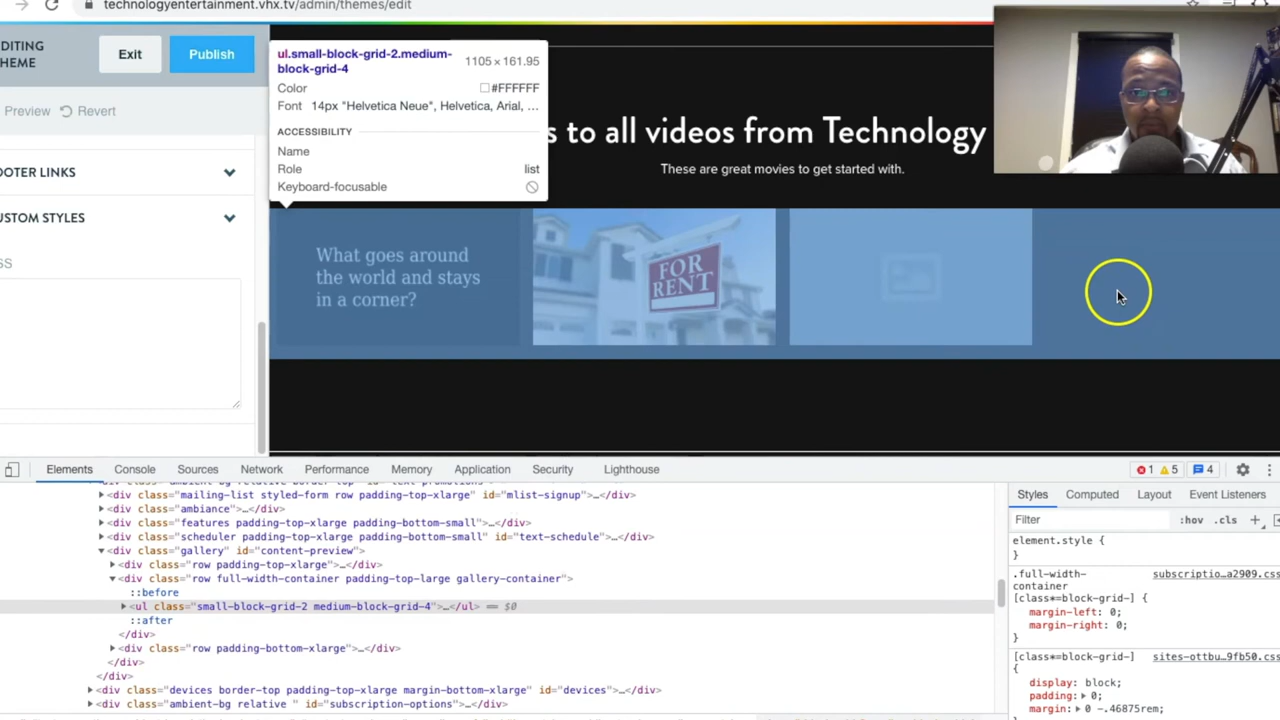 technologyentertainment.vhx.tv/admin/themes/edit
DITING
HEME
Exit
Publish
Preview
Revert
OOTER LINKS
USTOM STYLES
SS
ul.small-block-grid-2.medium-
block-grid-4
1105 × 161.95
Color
#FFFFFF
Font
14px "Helvetica Neue", Helvetica, Arial, ...
ACCESSIBILITY
Name
Role
list
Keyboard-focusable
s to all videos from Technology
These are great movies to get started with.
What goes around
the world and stays
in a corner?
FOR
RENT
Elements
Console
Sources
Network
Performance
Memory
Application
Security
Lighthouse
1
5
4
<div class="mailing-list styled-form row padding-top-xlarge" id="mlist-signup">…</div>
<div class="ambiance">…</div>
<div class="features padding-top-xlarge padding-bottom-small">…</div>
<div class="scheduler padding-top-xlarge padding-bottom-small" id="text-schedule">…</div>
<div class="gallery" id="content-preview">
<div class="row padding-top-xlarge">…</div>
<div class="row full-width-container padding-top-large gallery-container">
::before
<ul class="small-block-grid-2 medium-block-grid-4">…</ul> == $0
::after
</div>
<div class="row padding-bottom-xlarge">…</div>
</div>
</div>
<div class="devices border-top padding-top-xlarge margin-bottom-xlarge" id="devices">…</div>
<div class="ambient-bg relative " id="subscription-options">
Styles
Computed
Layout
Event Listeners
Filter
:hov
.cls
+
element.style {
}
.full-width-
container
[class*=block-grid-] {
subscriptio…a2909.css
margin-left: 0;
margin-right: 0;
}
[class*=block-grid-]
sites-ottbu…9fb50.css
{
display: block;
padding: 0;
margin: 0 -.46875rem;